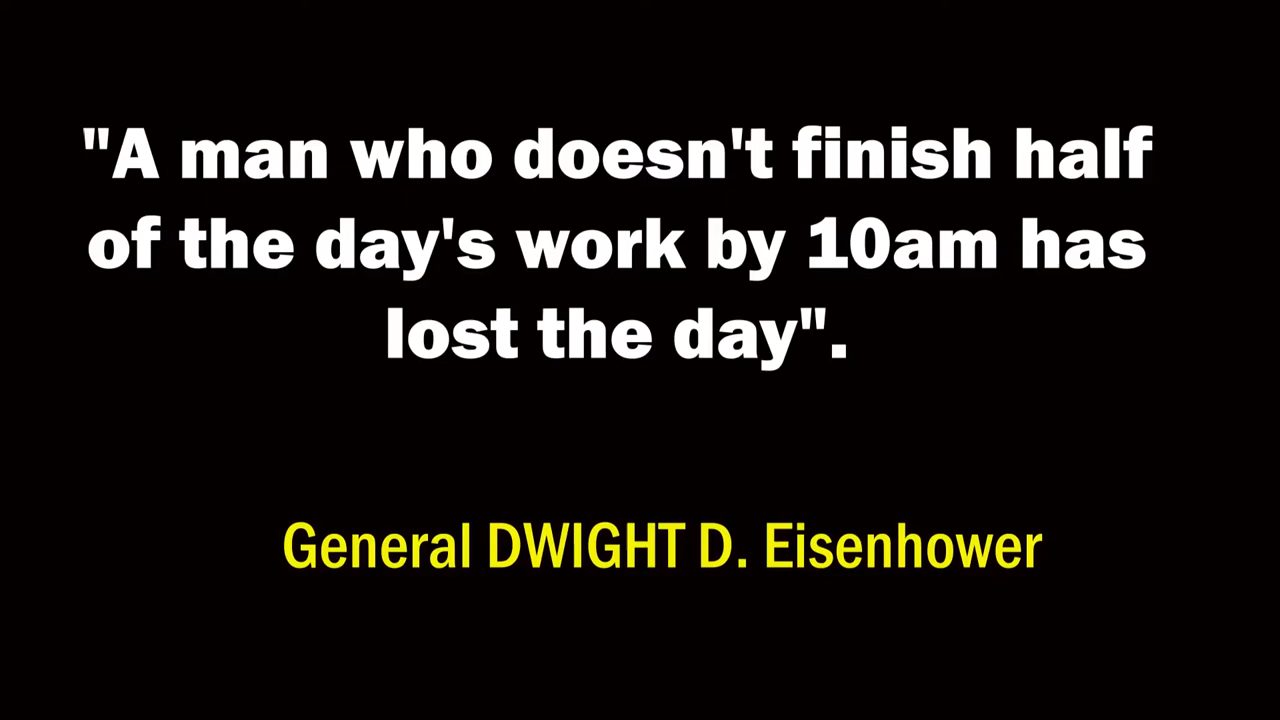 "A man who doesn't finish half
of the day's work by 10am has
lost the day".
General DWIGHT D. Eisenhower